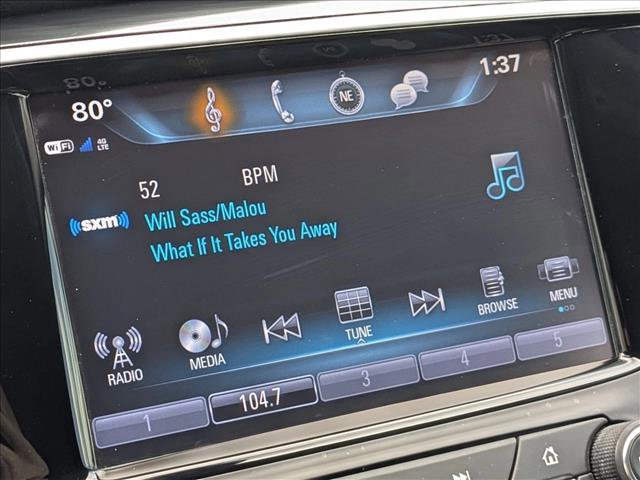 80°
1:37
NE
WiFi
4G
LTE
52 BPM
((sxm))
Will Sass/Malou
What If It Takes You Away
RADIO
MEDIA
TUNE
BROWSE
MENU
1
104.7
3
4
5